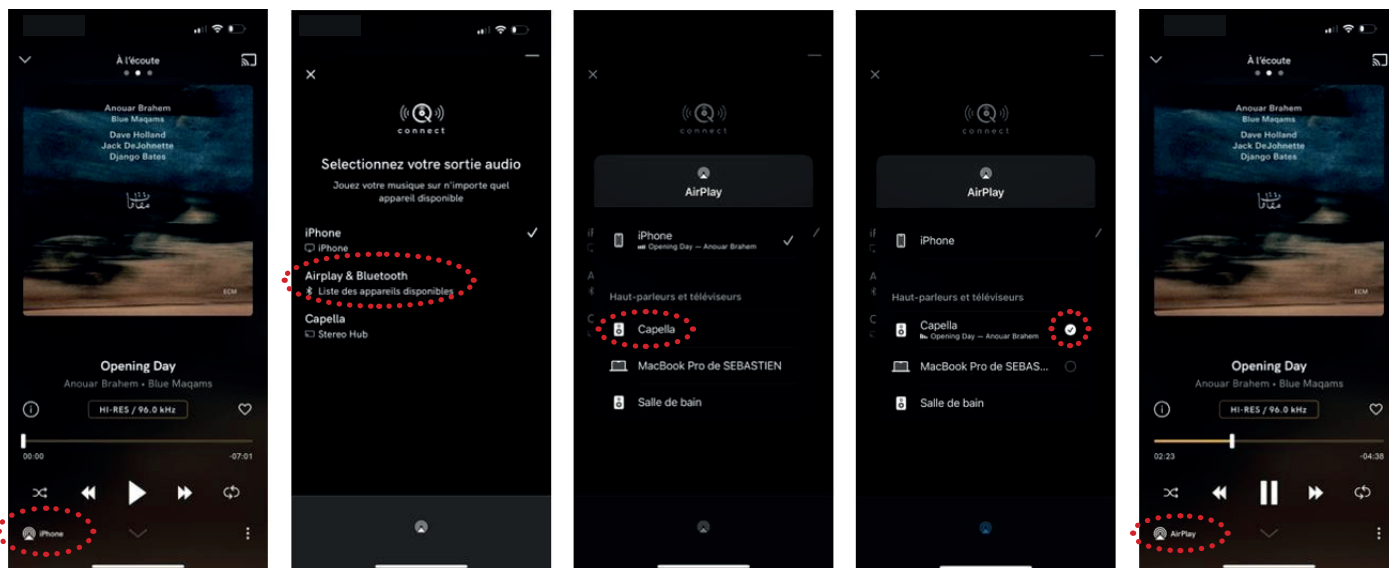 À l'écoute
Anouar Brahem
Blue Maqams
Dave Holland
Jack DeJohnette
Django Bates
ECM
Opening Day
Anouar Brahem • Blue Maqams
HI-RES / 96.0 kHz
00:00
-07:01
iPhone
connect
Selectionnez votre sortie audio
Jouez votre musique sur n'importe quel
appareil disponible
iPhone
iPhone
Airplay & Bluetooth
Liste des appareils disponibles
Capella
Stereo Hub
connect
AirPlay
iPhone
Opening Day — Anouar Brahem
Haut-parleurs et téléviseurs
Capella
MacBook Pro de SEBASTIEN
Salle de bain
connect
AirPlay
iPhone
Haut-parleurs et téléviseurs
Capella
Opening Day — Anouar Brahem
MacBook Pro de SEBAS...
Salle de bain
À l'écoute
Anouar Brahem
Blue Maqams
Dave Holland
Jack DeJohnette
Django Bates
ECM
Opening Day
Anouar Brahem • Blue Maqams
HI-RES / 96.0 kHz
02:23
-04:38
AirPlay